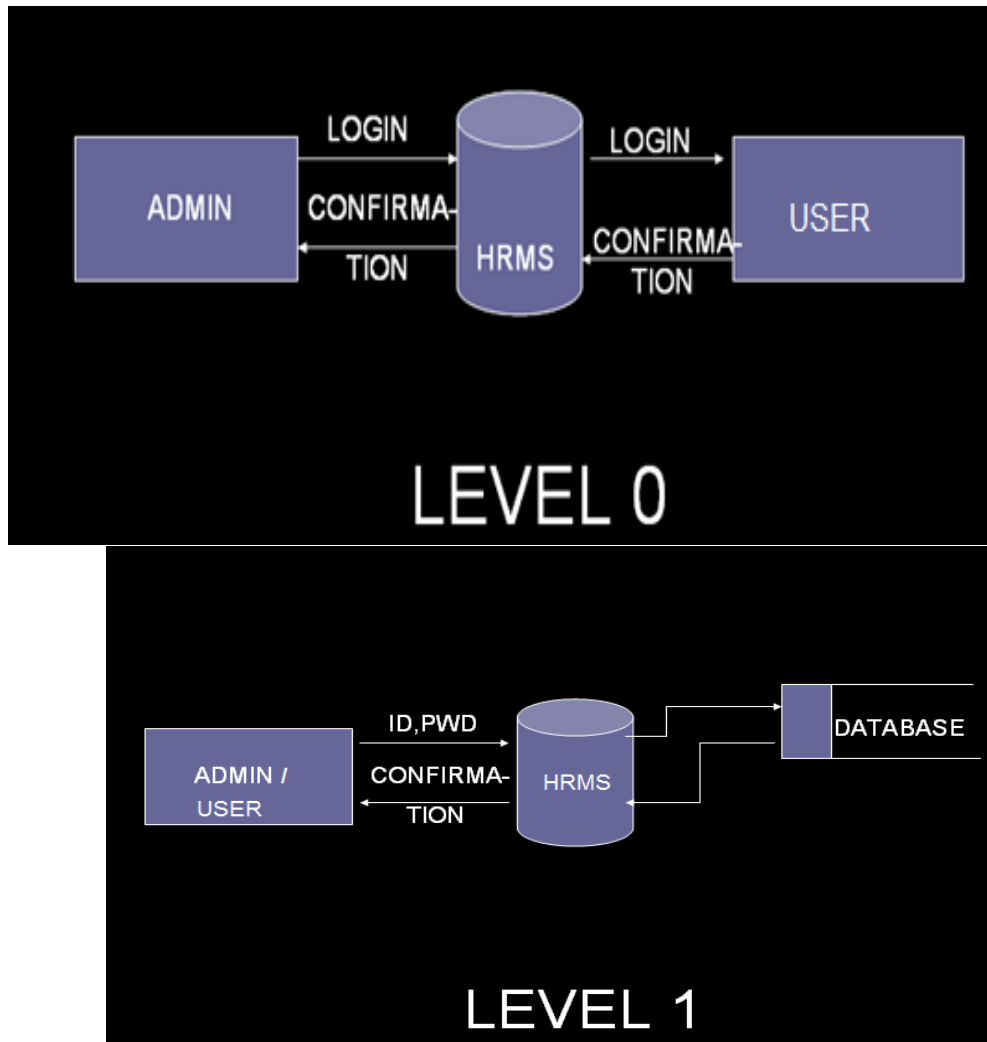 LOGIN
LOGIN
ADMIN
CONFIRMA-
USER
CONFIRMA-
TION
HRMS
TION
LEVEL 0
ID,PWD
DATABASE
ADMIN /
CONFIRMA-
HRMS
USER
TION
LEVEL 1